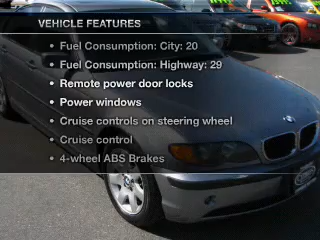 VEHICLE FEATURES
• Fuel Consumption: City: 20
• Fuel Consumption: Highway: 29
• Remote power door locks
• Power windows
• Cruise controls on steering wheel
• Cruise control
• 4-wheel ABS Brakes